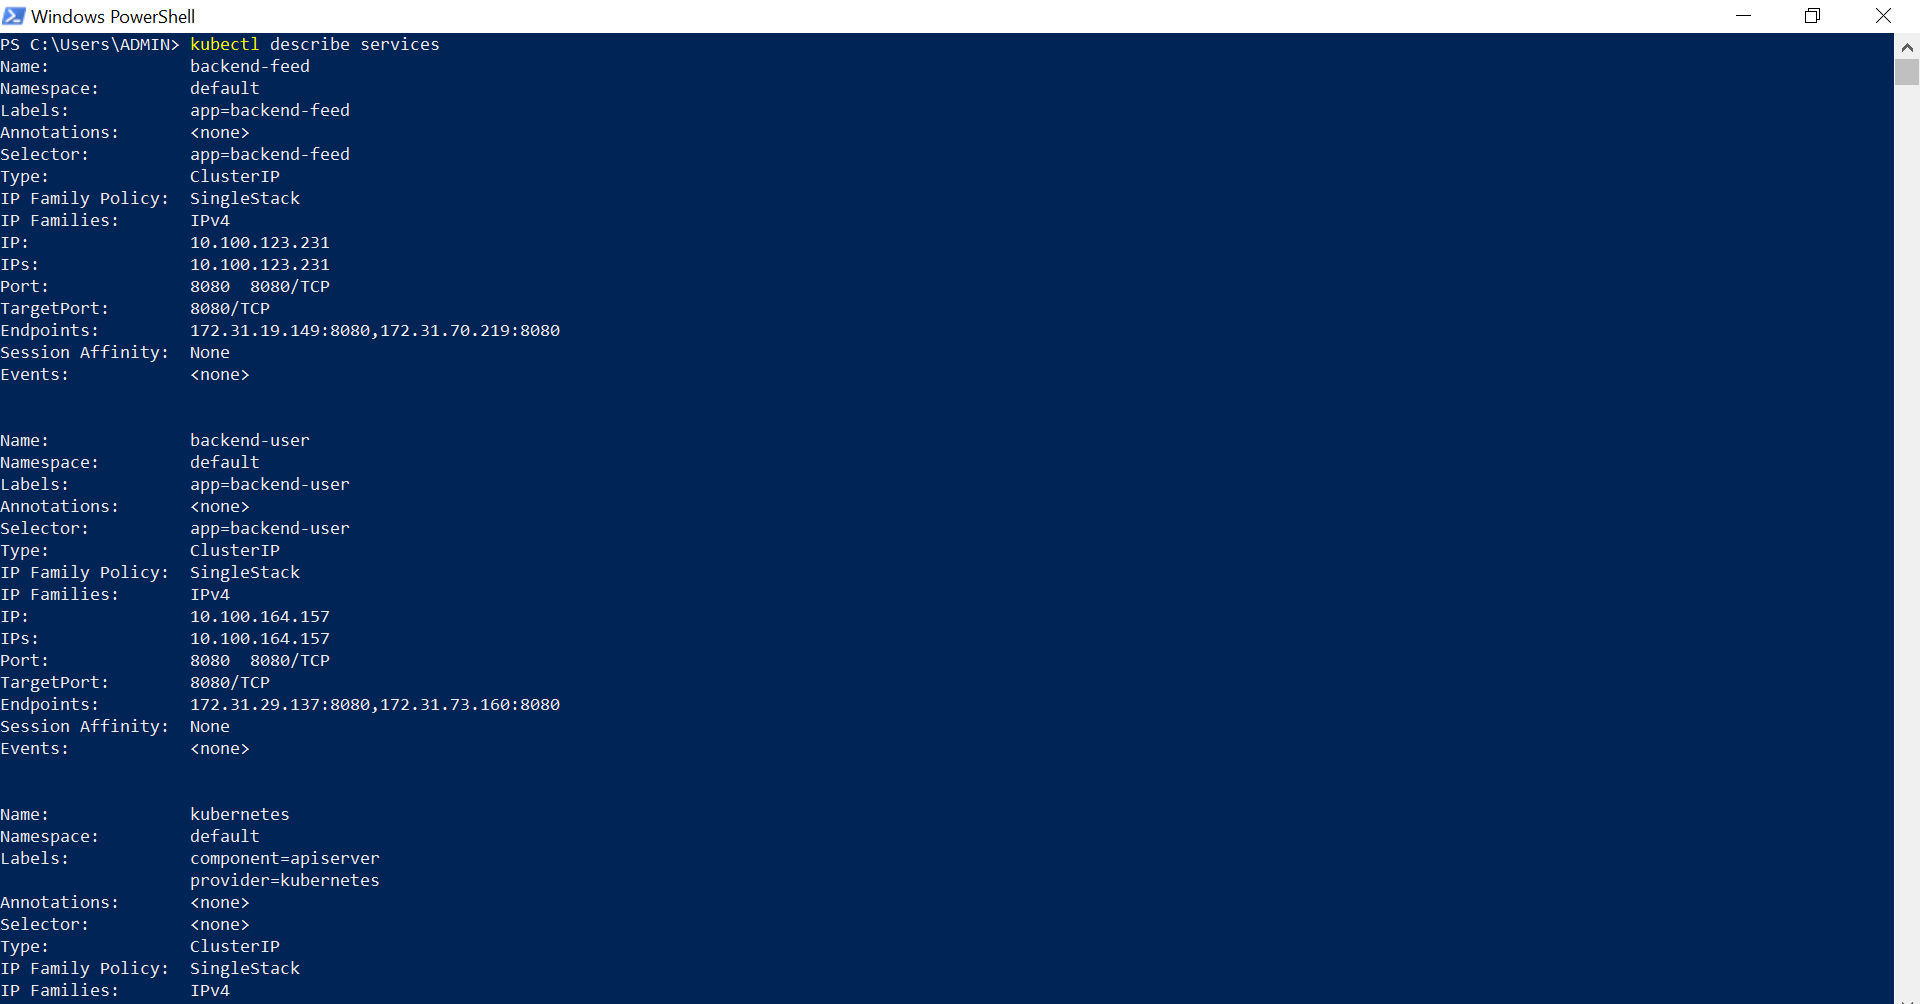 Windows PowerShell
PS C:\Users\ADMIN> kubectl describe services
Name:              backend-feed
Namespace:         default
Labels:            app=backend-feed
Annotations:       <none>
Selector:          app=backend-feed
Type:              ClusterIP
IP Family Policy:  SingleStack
IP Families:       IPv4
IP:                10.100.123.231
IPs:               10.100.123.231
Port:              8080  8080/TCP
TargetPort:        8080/TCP
Endpoints:         172.31.19.149:8080,172.31.70.219:8080
Session Affinity:  None
Events:            <none>
Name:              backend-user
Namespace:         default
Labels:            app=backend-user
Annotations:       <none>
Selector:          app=backend-user
Type:              ClusterIP
IP Family Policy:  SingleStack
IP Families:       IPv4
IP:                10.100.164.157
IPs:               10.100.164.157
Port:              8080  8080/TCP
TargetPort:        8080/TCP
Endpoints:         172.31.29.137:8080,172.31.73.160:8080
Session Affinity:  None
Events:            <none>
Name:              kubernetes
Namespace:         default
Labels:            component=apiserver
                   provider=kubernetes
Annotations:       <none>
Selector:          <none>
Type:              ClusterIP
IP Family Policy:  SingleStack
IP Families:       IPv4